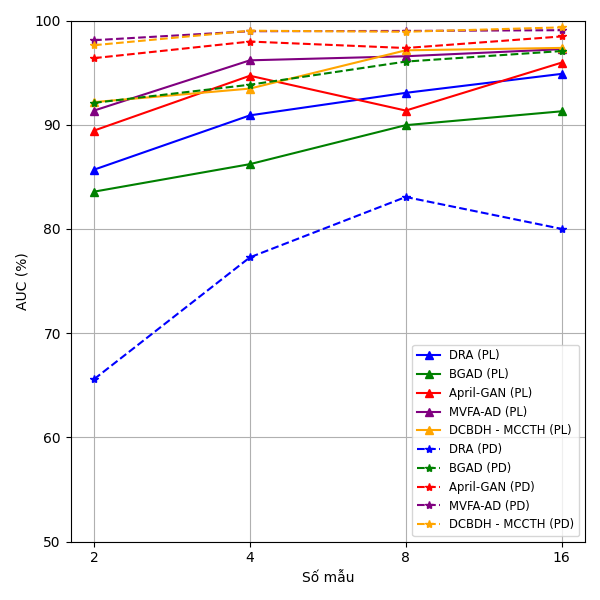 100
90
80
70
60
50
AUC (%)
2
4
8
16
Số mẫu
DRA (PL)
BGAD (PL)
April-GAN (PL)
MVFA-AD (PL)
DCBDH - MCCTH (PL)
DRA (PD)
BGAD (PD)
April-GAN (PD)
MVFA-AD (PD)
DCBDH - MCCTH (PD)